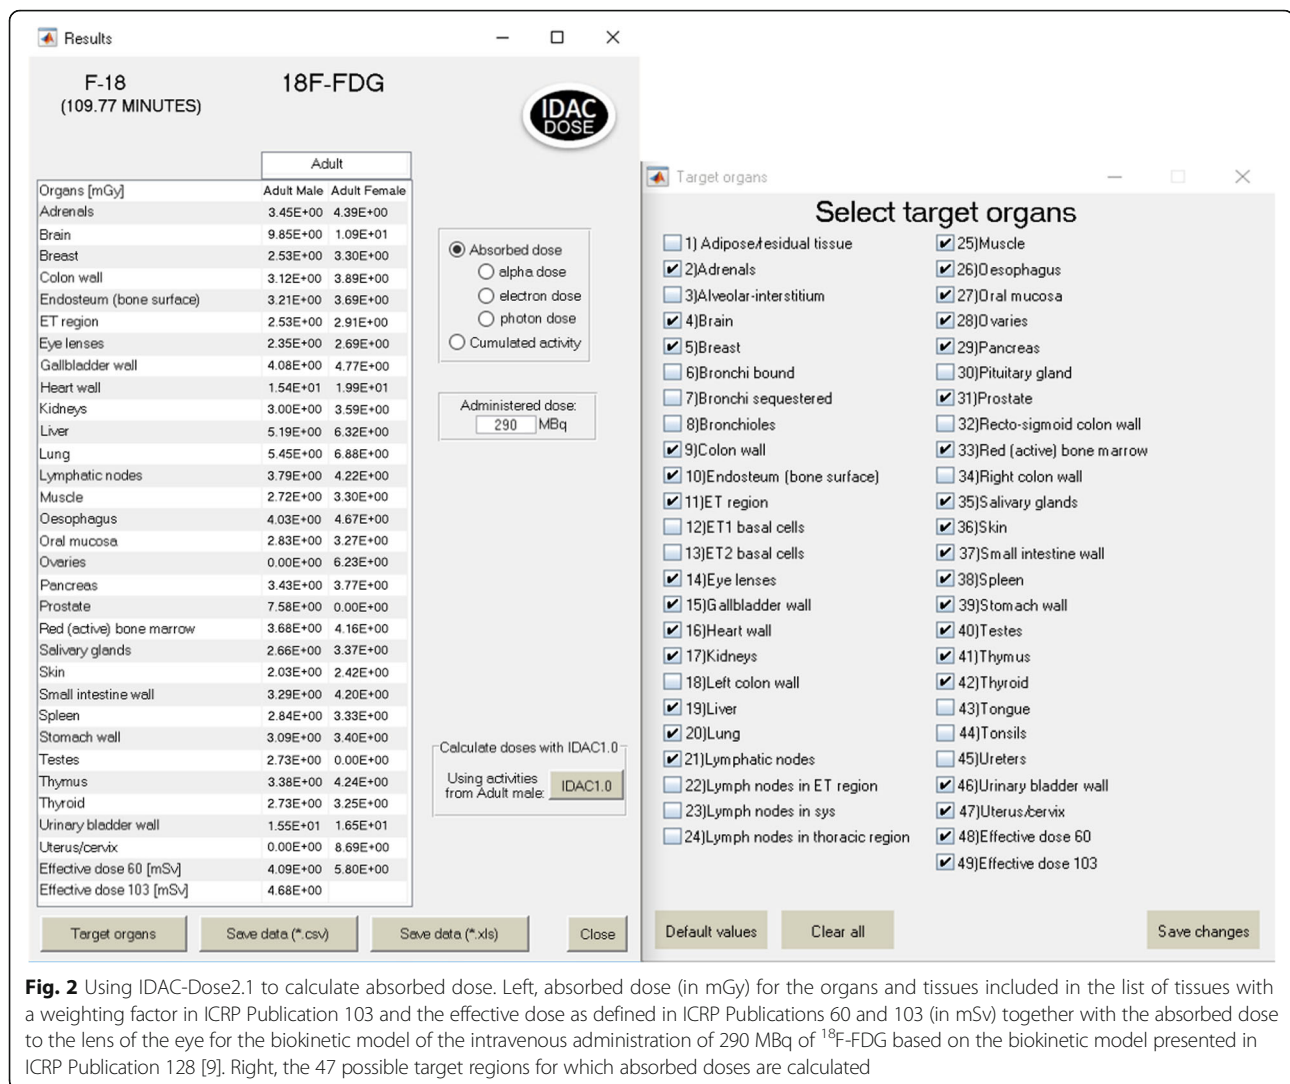 Results
F-18
(109.77 MINUTES)
18F-FDG
IDAC
DOSE
Adult
Organs [mGy] Adult Male Adult Female
Adrenals 3.45E+00 4.39E+00
Brain 9.85E+00 1.09E+01
Breast 2.53E+00 3.30E+00
Colon wall 3.12E+00 3.89E+00
Endosteum (bone surface) 3.21E+00 3.69E+00
ET region 2.53E+00 2.91E+00
Eye lenses 2.35E+00 2.69E+00
Gallbladder wall 4.08E+00 4.77E+00
Heart wall 1.54E+01 1.99E+01
Kidneys 3.00E+00 3.59E+00
Liver 5.19E+00 6.32E+00
Lung 5.45E+00 6.88E+00
Lymphatic nodes 3.79E+00 4.22E+00
Muscle 2.72E+00 3.30E+00
Oesophagus 4.03E+00 4.67E+00
Oral mucosa 2.83E+00 3.27E+00
Ovaries 0.00E+00 6.23E+00
Pancreas 3.43E+00 3.77E+00
Prostate 7.58E+00 0.00E+00
Red (active) bone marrow 3.68E+00 4.16E+00
Salivary glands 2.66E+00 3.37E+00
Skin 2.03E+00 2.42E+00
Small intestine wall 3.29E+00 4.20E+00
Spleen 2.84E+00 3.33E+00
Stomach wall 3.09E+00 3.40E+00
Testes 2.73E+00 0.00E+00
Thymus 3.38E+00 4.24E+00
Thyroid 2.73E+00 3.25E+00
Urinary bladder wall 1.55E+01 1.65E+01
Uterus/cervix 0.00E+00 8.69E+00
Effective dose 60 [mSv] 4.09E+00 5.80E+00
Effective dose 103 [mSv] 4.68E+00
Absorbed dose
alpha dose
electron dose
photon dose
Cumulated activity
Administered dose:
290 MBq
Calculate doses with IDAC1.0
Using activities
from Adult male: IDAC1.0
Target organs
Save data (*.csv)
Save data (*.xls)
Close
Target organs
Select target organs
1) Adipose/residual tissue
2)Adrenals
3)Alveolar-interstitium
4)Brain
5)Breast
6)Bronchi bound
7)Bronchi sequestered
8)Bronchioles
9)Colon wall
10)Endosteum (bone surface)
11)ET region
12)ET1 basal cells
13)ET2 basal cells
14)Eye lenses
15)Gallbladder wall
16)Heart wall
17)Kidneys
18)Left colon wall
19)Liver
20)Lung
21)Lymphatic nodes
22)Lymph nodes in ET region
23)Lymph nodes in sys
24)Lymph nodes in thoracic region
25)Muscle
26)Oesophagus
27)Oral mucosa
28)Ovaries
29)Pancreas
30)Pituitary gland
31)Prostate
32)Recto-sigmoid colon wall
33)Red (active) bone marrow
34)Right colon wall
35)Salivary glands
36)Skin
37)Small intestine wall
38)Spleen
39)Stomach wall
40)Testes
41)Thymus
42)Thyroid
43)Tongue
44)Tonsils
45)Ureters
46)Urinary bladder wall
47)Uterus/cervix
48)Effective dose 60
49)Effective dose 103
Default values
Clear all
Save changes
Fig. 2 Using IDAC-Dose2.1 to calculate absorbed dose. Left, absorbed dose (in mGy) for the organs and tissues included in the list of tissues with
a weighting factor in ICRP Publication 103 and the effective dose as defined in ICRP Publications 60 and 103 (in mSv) together with the absorbed dose
to the lens of the eye for the biokinetic model of the intravenous administration of 290 MBq of 18F-FDG based on the biokinetic model presented in
ICRP Publication 128 [9]. Right, the 47 possible target regions for which absorbed doses are calculated